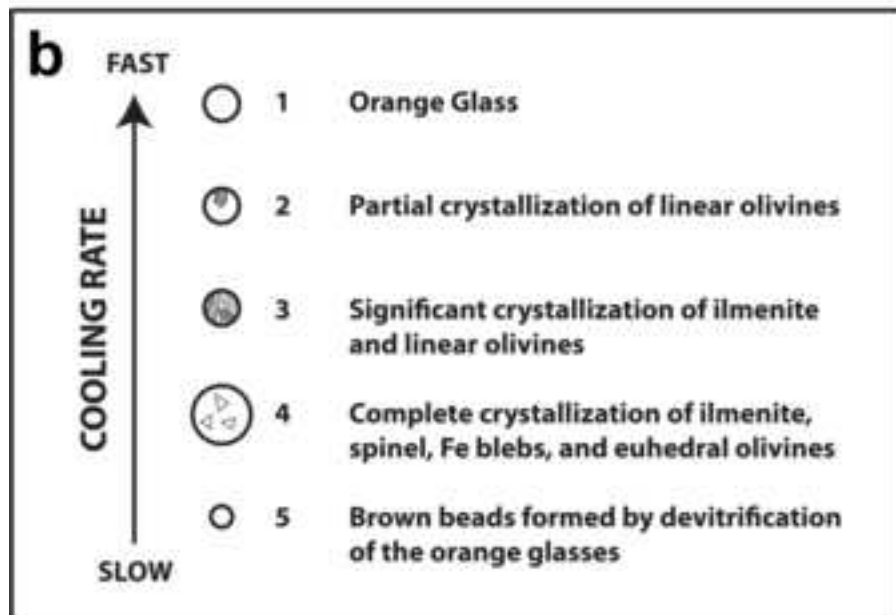 b
FAST
COOLING RATE
1 Orange Glass
2 Partial crystallization of linear olivines
3 Significant crystallization of ilmenite
and linear olivines
4 Complete crystallization of ilmenite,
spinel, Fe blebs, and euhedral olivines
5 Brown beads formed by devitrification
of the orange glasses
SLOW